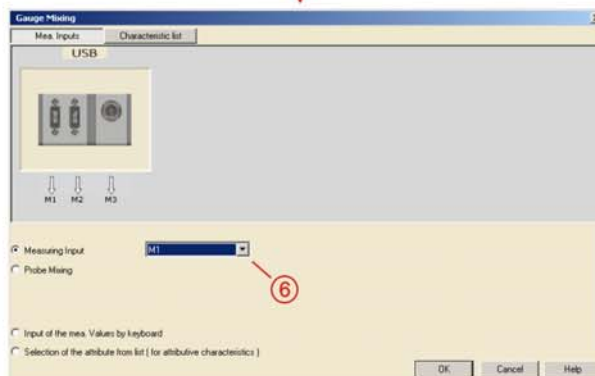 Gauge Mixing
Mea. Inputs Characteristic list
USB
M1 M2 M3
Measuring Input M1
Probe Mixing
6
Input of the mea. Values by keyboard
Selection of the attribute from list ( for attributive characteristics )
OK Cancel Help